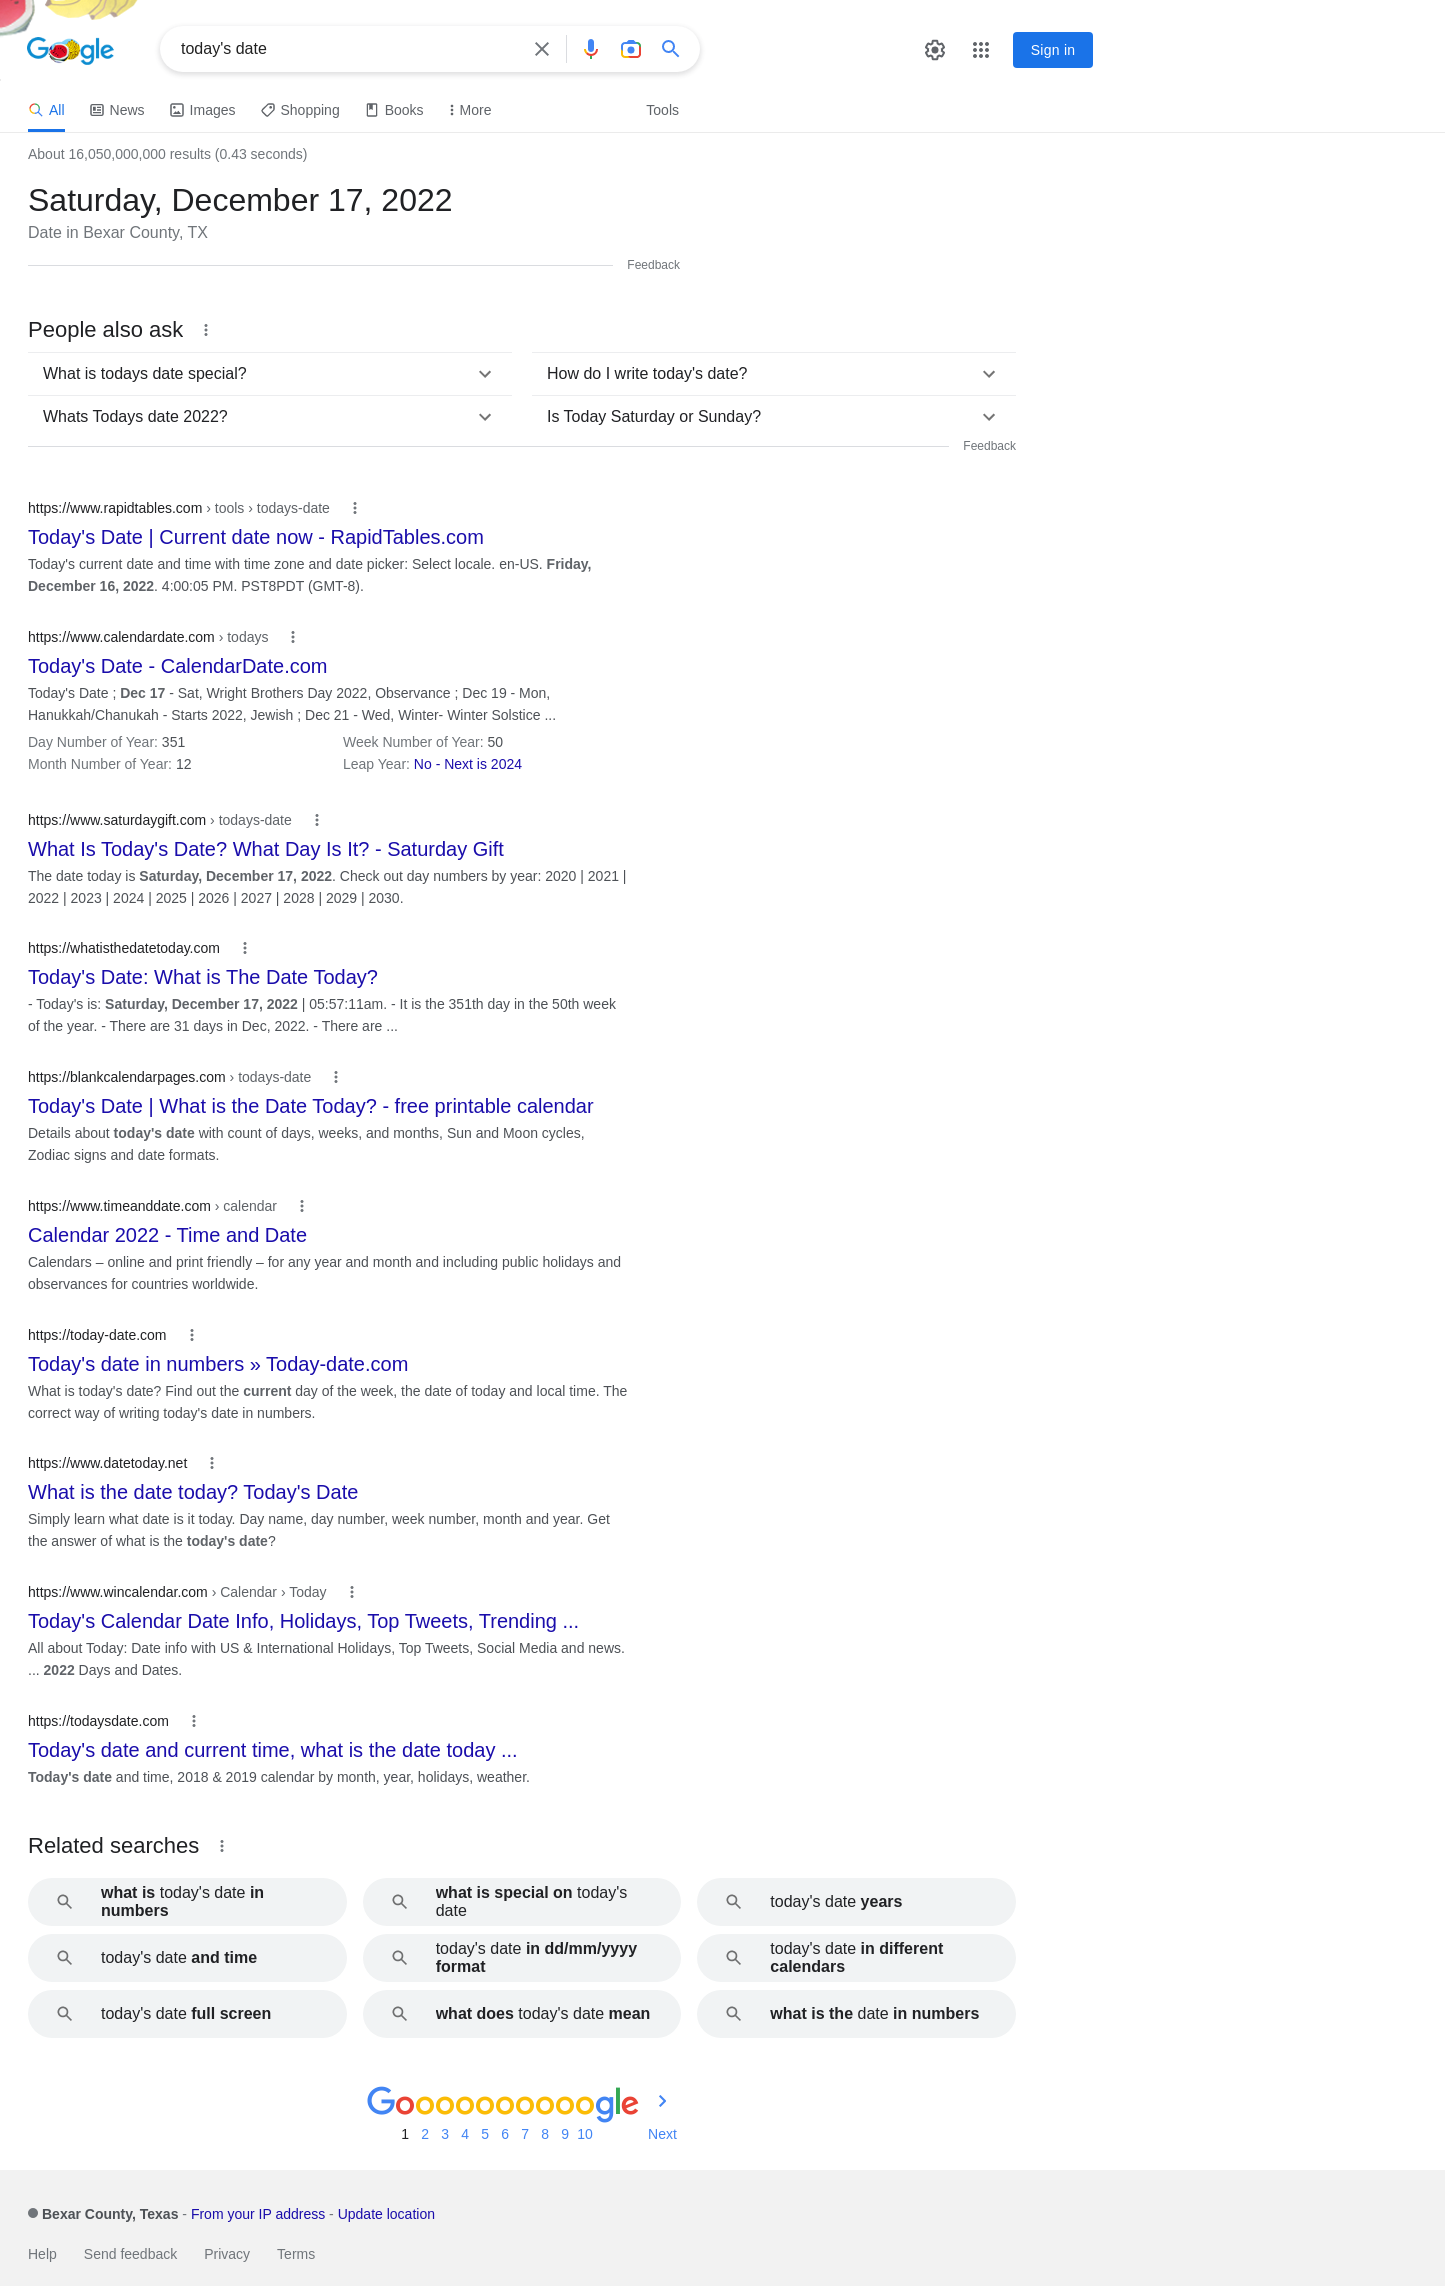 Google
today's date
Sign in
All News Images Shopping Books More Tools
About 16,050,000,000 results (0.43 seconds)
Saturday, December 17, 2022
Date in Bexar County, TX
Feedback
People also ask
What is todays date special?
How do I write today's date?
Whats Todays date 2022?
Is Today Saturday or Sunday?
Feedback
https://www.rapidtables.com › tools › todays-date
Today's Date | Current date now - RapidTables.com
Today's current date and time with time zone and date picker: Select locale. en-US. Friday,
December 16, 2022. 4:00:05 PM. PST8PDT (GMT-8).
https://www.calendardate.com › todays
Today's Date - CalendarDate.com
Today's Date ; Dec 17 - Sat, Wright Brothers Day 2022, Observance ; Dec 19 - Mon,
Hanukkah/Chanukah - Starts 2022, Jewish ; Dec 21 - Wed, Winter- Winter Solstice ...
Day Number of Year: 351 Week Number of Year: 50
Month Number of Year: 12 Leap Year: No - Next is 2024
https://www.saturdaygift.com › todays-date
What Is Today's Date? What Day Is It? - Saturday Gift
The date today is Saturday, December 17, 2022. Check out day numbers by year: 2020 | 2021 |
2022 | 2023 | 2024 | 2025 | 2026 | 2027 | 2028 | 2029 | 2030.
https://whatisthedatetoday.com
Today's Date: What is The Date Today?
- Today's is: Saturday, December 17, 2022 | 05:57:11am. - It is the 351th day in the 50th week
of the year. - There are 31 days in Dec, 2022. - There are ...
https://blankcalendarpages.com › todays-date
Today's Date | What is the Date Today? - free printable calendar
Details about today's date with count of days, weeks, and months, Sun and Moon cycles,
Zodiac signs and date formats.
https://www.timeanddate.com › calendar
Calendar 2022 - Time and Date
Calendars – online and print friendly – for any year and month and including public holidays and
observances for countries worldwide.
https://today-date.com
Today's date in numbers » Today-date.com
What is today's date? Find out the current day of the week, the date of today and local time. The
correct way of writing today's date in numbers.
https://www.datetoday.net
What is the date today? Today's Date
Simply learn what date is it today. Day name, day number, week number, month and year. Get
the answer of what is the today's date?
https://www.wincalendar.com › Calendar › Today
Today's Calendar Date Info, Holidays, Top Tweets, Trending ...
All about Today: Date info with US & International Holidays, Top Tweets, Social Media and news.
... 2022 Days and Dates.
https://todaysdate.com
Today's date and current time, what is the date today ...
Today's date and time, 2018 & 2019 calendar by month, year, holidays, weather.
Related searches
what is today's date in
numbers
what is special on today's
date
today's date years
today's date and time
today's date in dd/mm/yyyy
format
today's date in different
calendars
today's date full screen
what does today's date mean
what is the date in numbers
Goooooooooogle
1 2 3 4 5 6 7 8 9 10 Next
Bexar County, Texas - From your IP address - Update location
Help Send feedback Privacy Terms